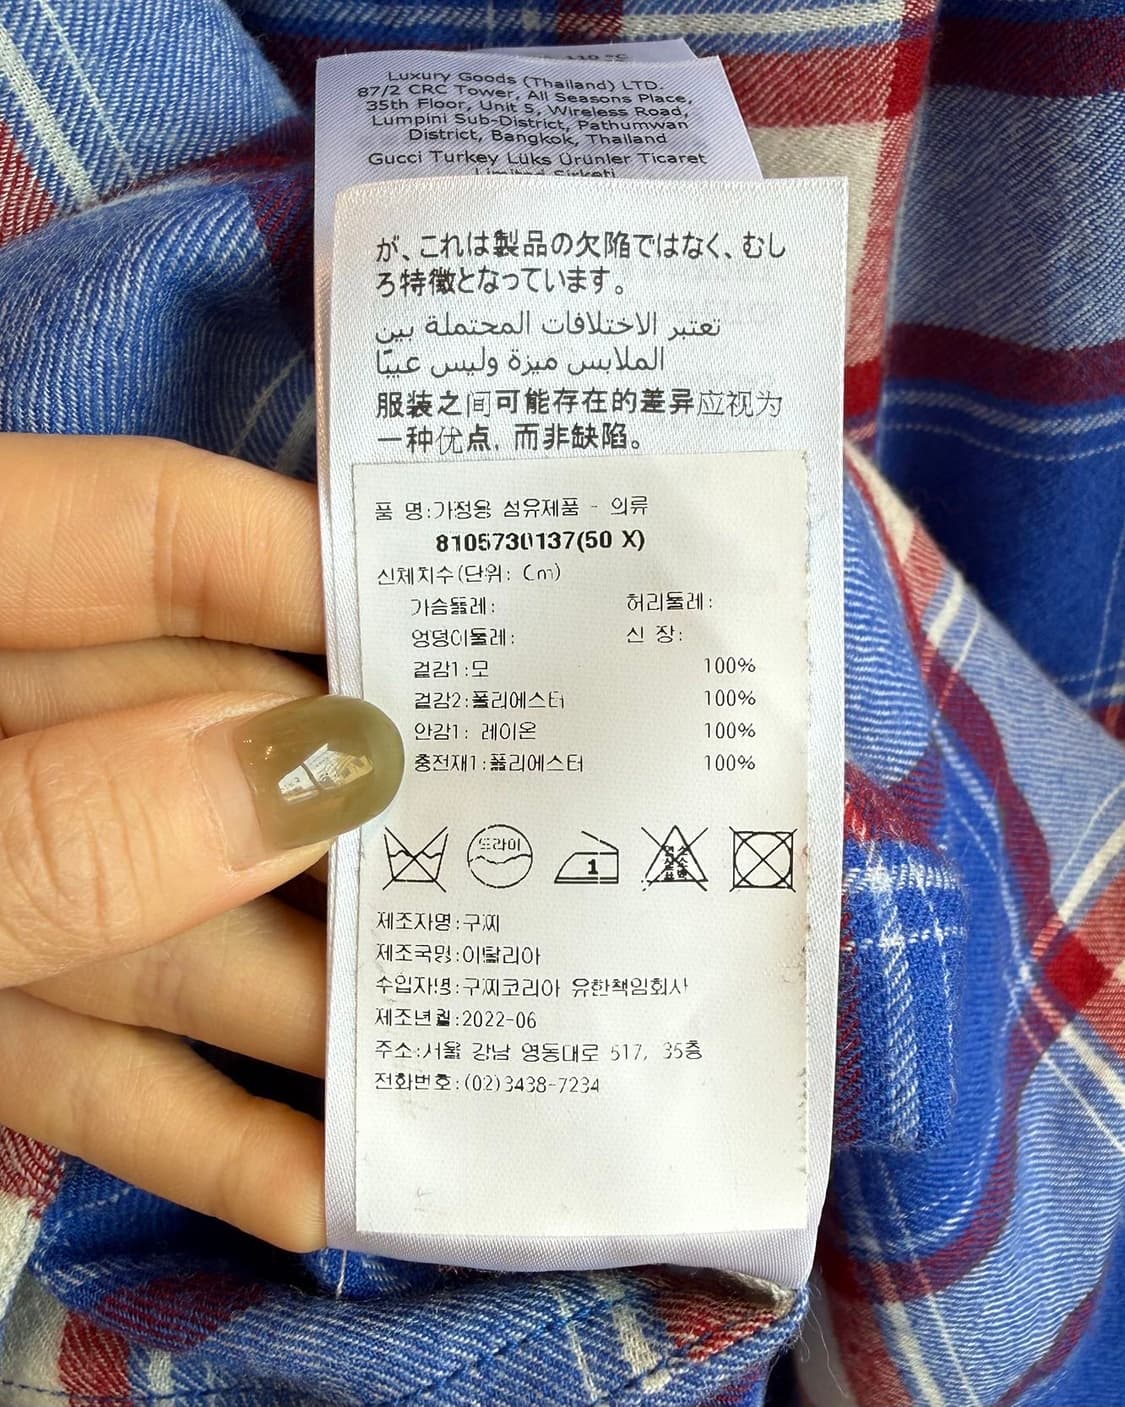 Luxury Goods (Thailand) LTD.
87/2 CRC Tower, All Seasons Place,
35th Floor, Unit 5, Wireless Road,
Lumpini Sub-District, Pathumwan
District, Bangkok, Thailand
Gucci Turkey Lüks Ürünler Ticaret
Limited Şirketi
が、これは製品の欠陥ではなく、むし
ろ特徴となっています。
تعتبر الاختلافات المحتملة بين
الملابس ميزة وليس عيبًا
服装之间可能存在的差异应视为
一种优点，而非缺陷。
품 명:가정용 섬유제품 - 의류
8105730137(50 X)
신체치수(단위: Cm)
가슴둘레: 허리둘레:
엉덩이둘레: 신 장:
겉감1:모 100%
겉감2:폴리에스터 100%
안감1: 레이온 100%
충전재1:폴리에스터 100%
드라이
1
제조자명:구찌
제조국명:이탈리아
수입자명:구찌코리아 유한책임회사
제조년월:2022-06
주소:서울 강남 영동대로 517, 35층
전화번호:(02)3438-7234